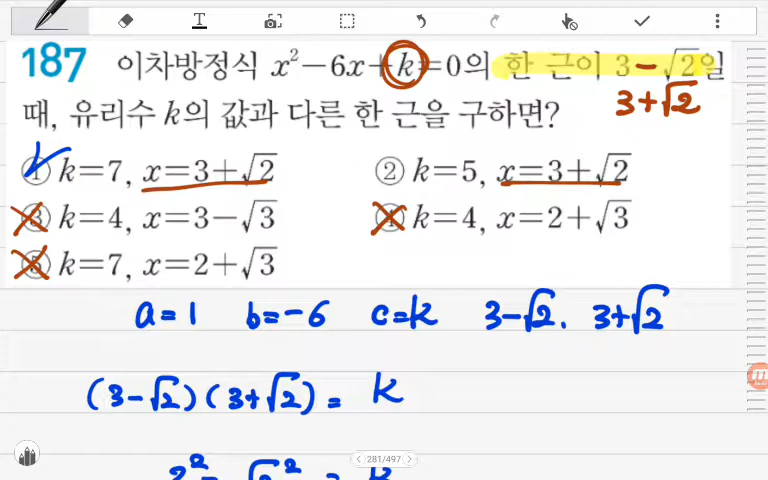 187 이차방정식 x²−6x+k=0의 한 근이 3−√2일
3+√2
때, 유리수 k의 값과 다른 한 근을 구하면?
① k=7, x=3+√2 ② k=5, x=3+√2
③ k=4, x=3−√3 ④ k=4, x=2+√3
⑤ k=7, x=2+√3
a=1 b=−6 c=k 3−√2. 3+√2
(3−√2)(3+√2)= k
3²−√2²=k
281/497